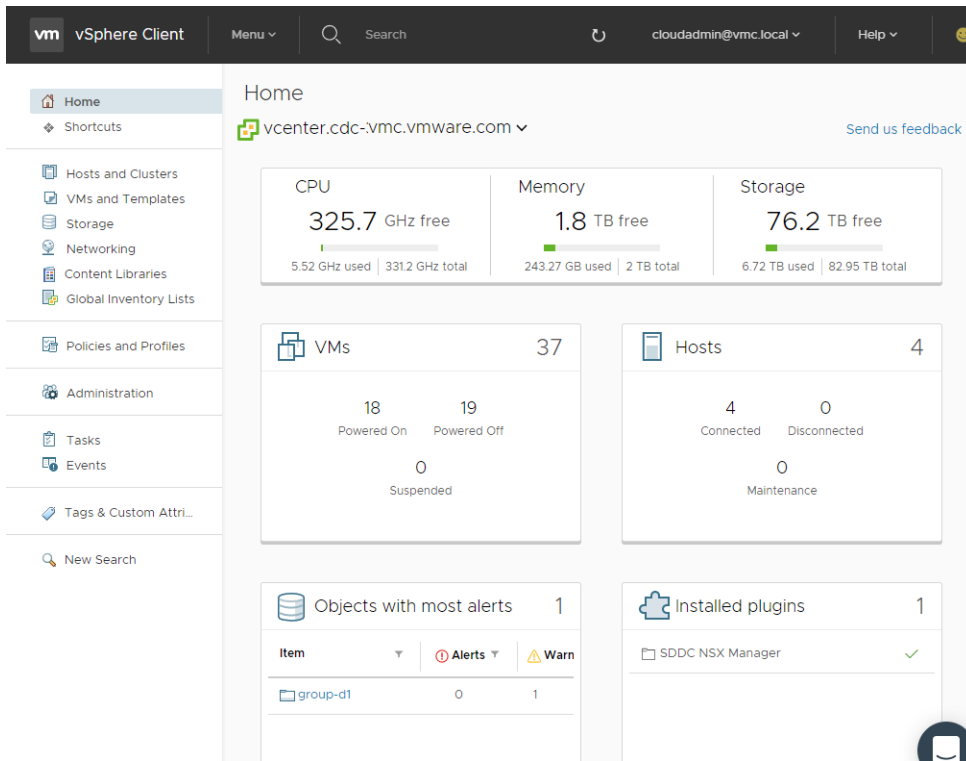 vm vSphere Client Menu Search cloudadmin@vmc.local Help
Home
Shortcuts
Hosts and Clusters
VMs and Templates
Storage
Networking
Content Libraries
Global Inventory Lists
Policies and Profiles
Administration
Tasks
Events
Tags & Custom Attri...
New Search
Home
vcenter.cdc-:vmc.vmware.com
Send us feedback
CPU
325.7 GHz free
5.52 GHz used 331.2 GHz total
Memory
1.8 TB free
243.27 GB used 2 TB total
Storage
76.2 TB free
6.72 TB used 82.95 TB total
VMs 37
18 19
Powered On Powered Off
0
Suspended
Hosts 4
4 0
Connected Disconnected
0
Maintenance
Objects with most alerts 1
Item Alerts Warn
group-d1 0 1
Installed plugins 1
SDDC NSX Manager